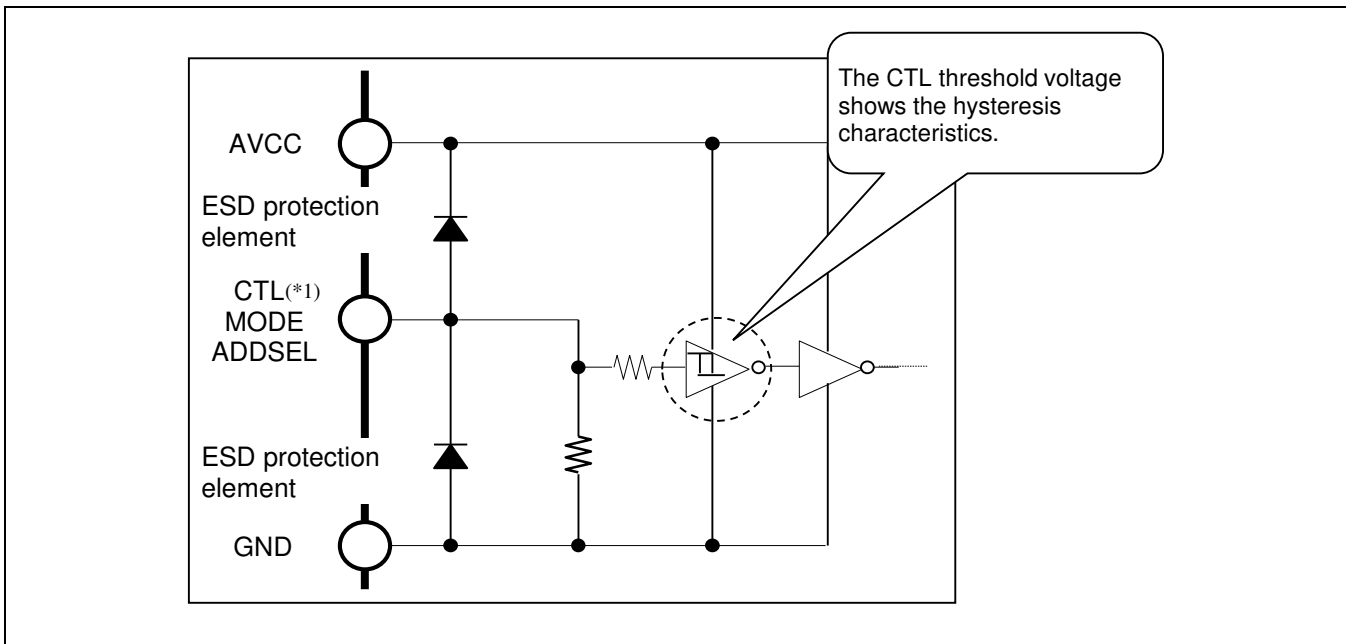 The CTL threshold voltage
shows the hysteresis
characteristics.
AVCC
ESD protection
element
CTL(*1)
MODE
ADDSEL
ESD protection
element
GND